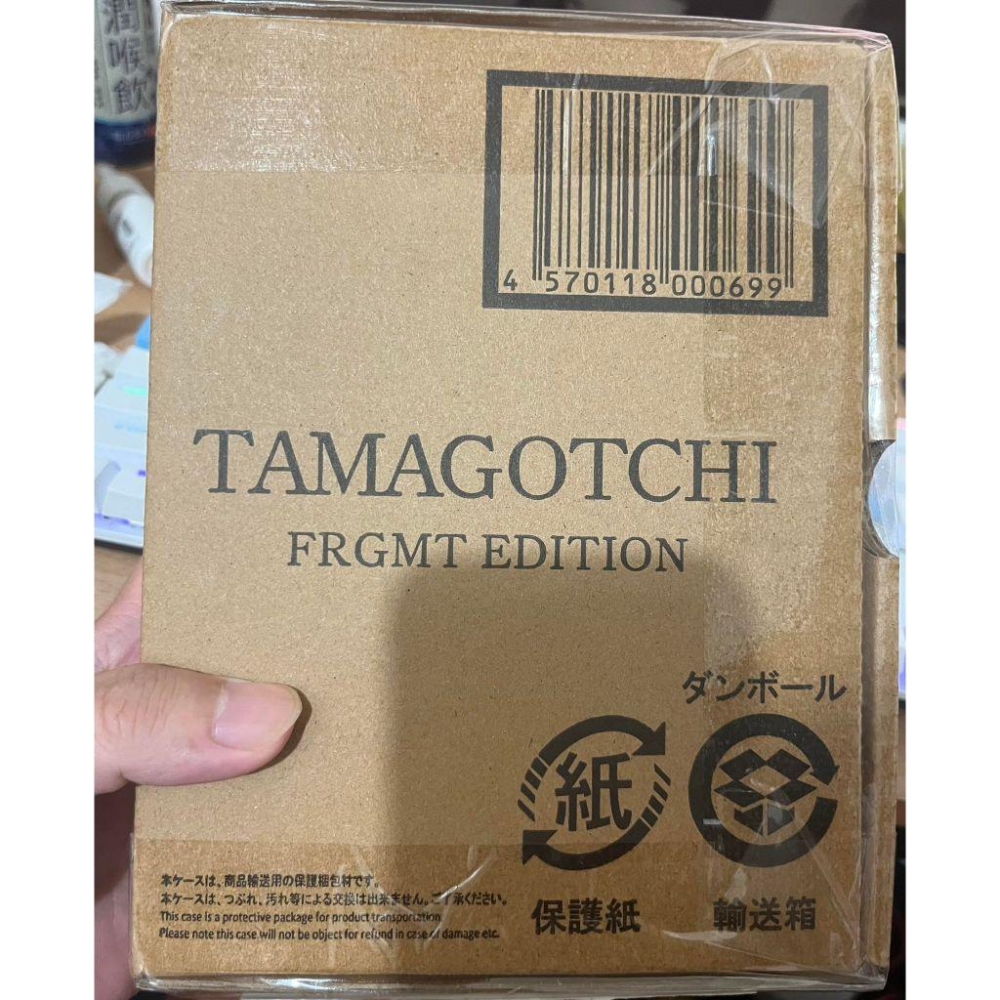 潤喉飲
4 570118 000699
TAMAGOTCHI
FRGMT EDITION
ダンボール
紙
保護紙
輸送箱
本ケースは、商品輸送用の保護梱包材です。
本ケースは、つぶれ、汚れ等による交換は出来ません。ご了承ください。
This case is a protective package for product transportation
Please note this case will not be object for refund in case of damage etc.